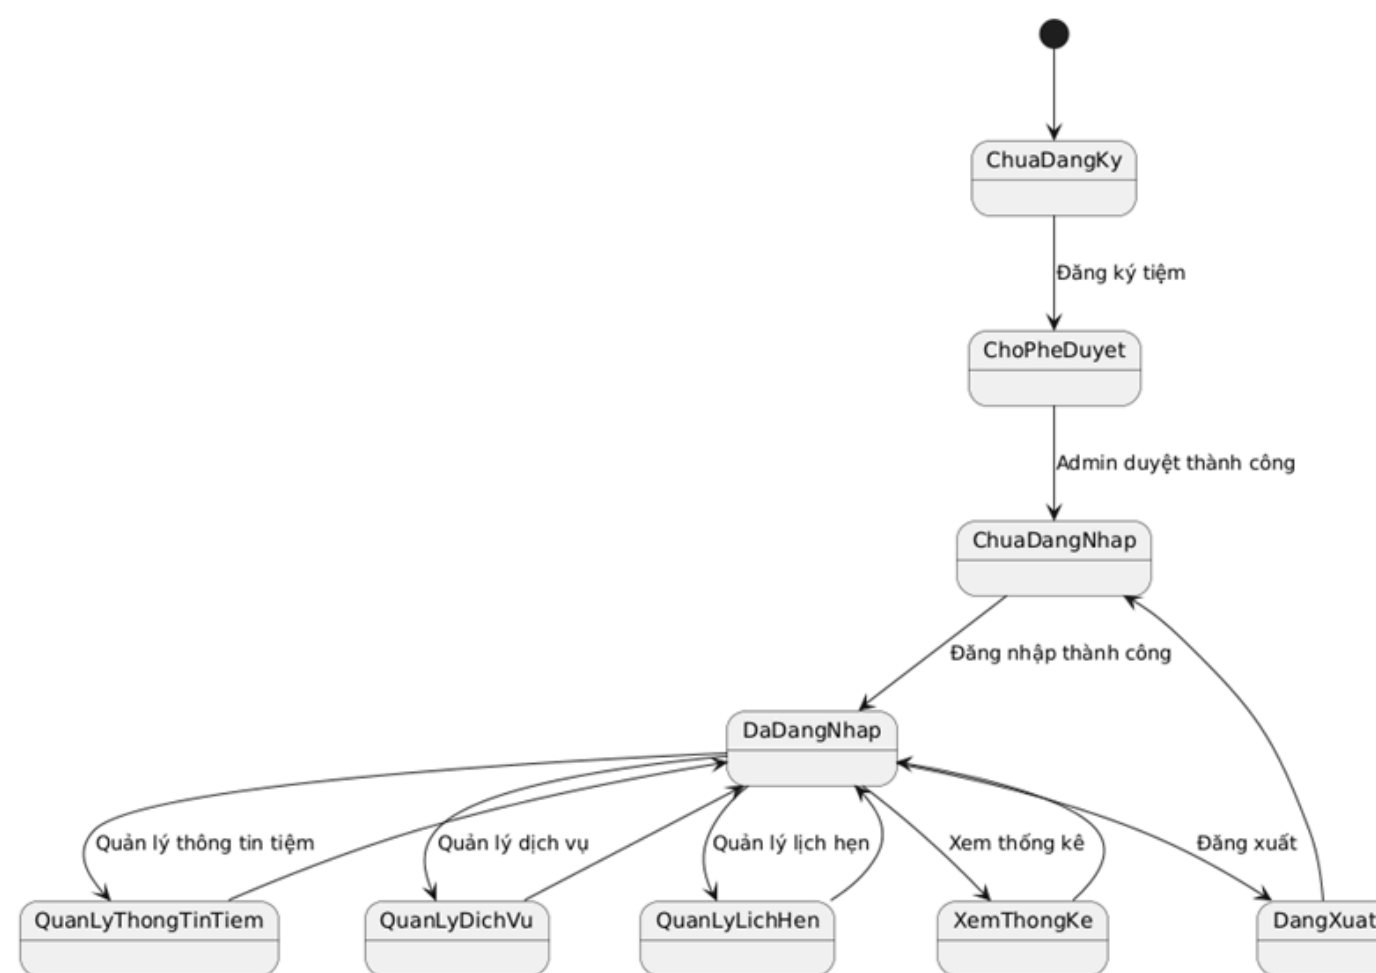 ChuaDangKy
Đăng ký tiệm
ChoPheDuyet
Admin duyệt thành công
ChuaDangNhap
Đăng nhập thành công
DaDangNhap
Quản lý thông tin tiệm
Quản lý dịch vụ
Quản lý lịch hẹn
Xem thống kê
Đăng xuất
QuanLyThongTinTiem
QuanLyDichVu
QuanLyLichHen
XemThongKe
DangXuat